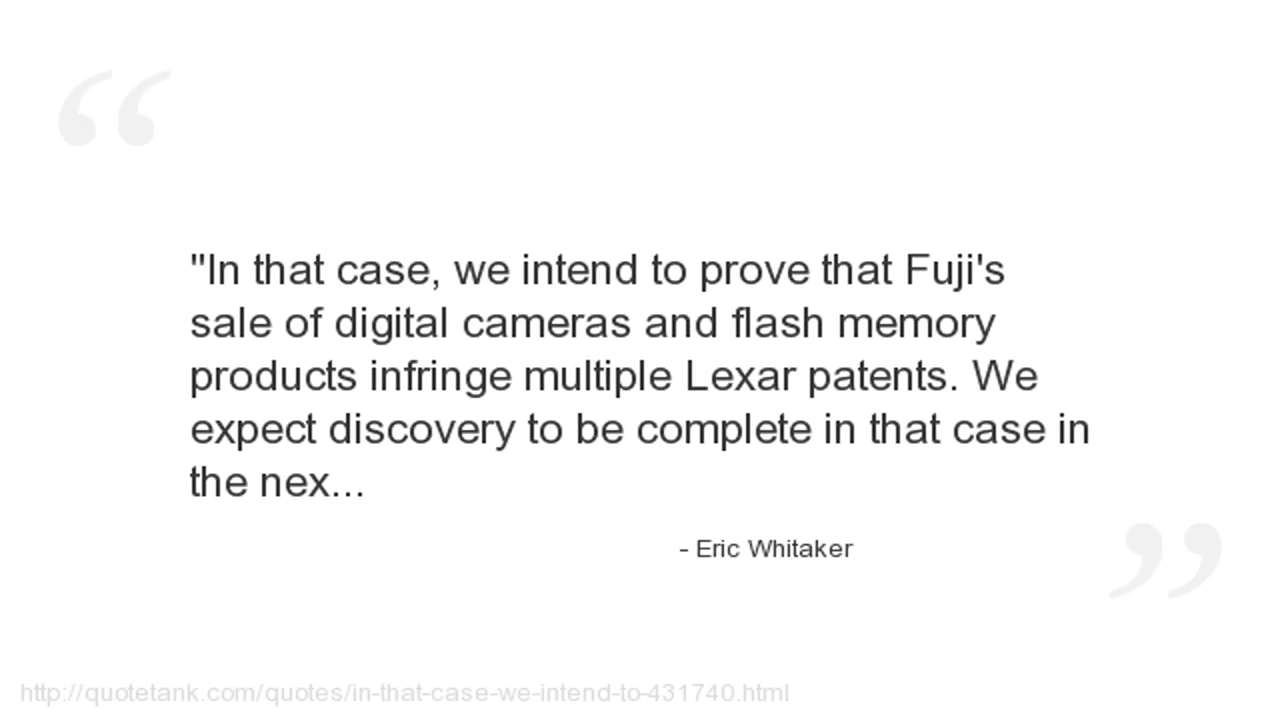 "In that case, we intend to prove that Fuji's
sale of digital cameras and flash memory
products infringe multiple Lexar patents. We
expect discovery to be complete in that case in
the nex...
- Eric Whitaker
http://quotetank.com/quotes/in-that-case-we-intend-to-431740.html